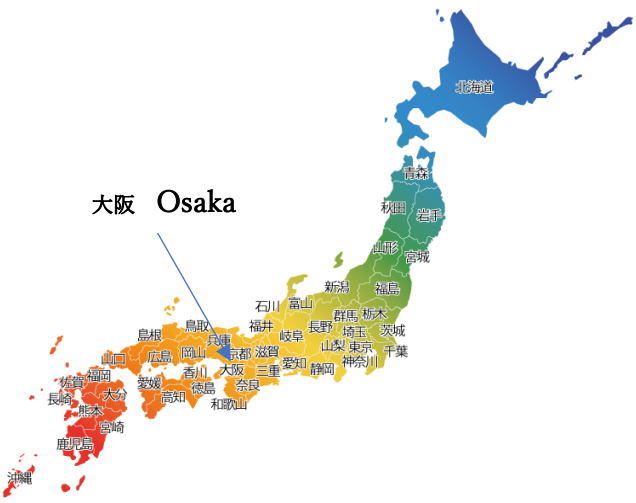 北海道
青森
秋田
岩手
大阪 Osaka
山形
宮城
新潟
福島
石川
富山
群馬
栃木
福井
長野
埼玉
茨城
鳥取
島根
兵庫
岐阜
山梨
東京
千葉
山口
広島
岡山
京都
滋賀
愛知
静岡
神奈川
香川
大阪
三重
佐賀
福岡
愛媛
徳島
奈良
長崎
大分
高知
和歌山
熊本
宮崎
鹿児島
沖縄